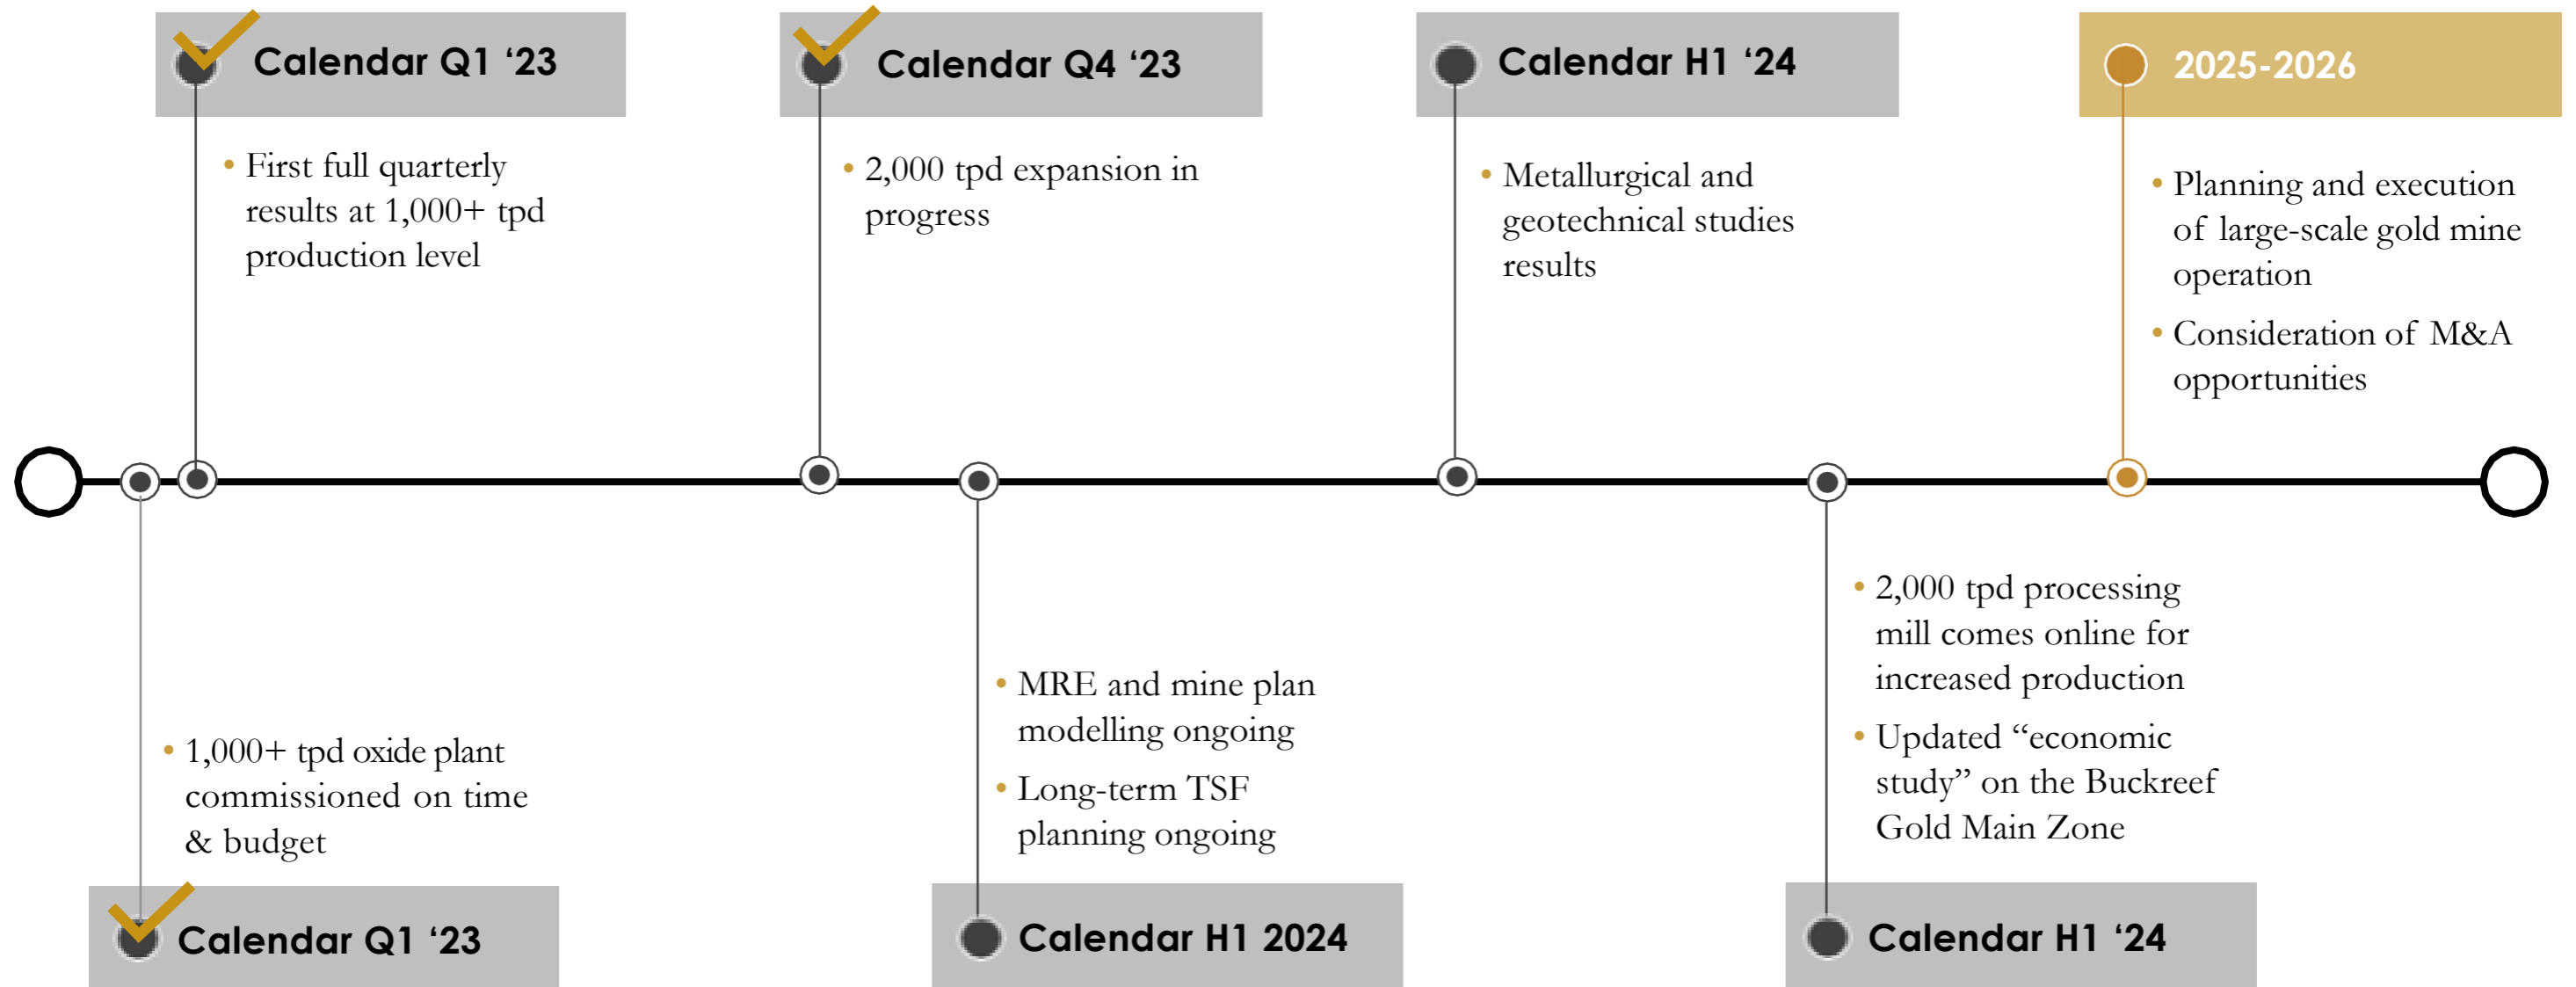 Calendar Q1 ‘23
• First full quarterly
results at 1,000+ tpd
production level
Calendar Q4 ‘23
• 2,000 tpd expansion in
progress
Calendar H1 ‘24
• Metallurgical and
geotechnical studies
results
2025-2026
• Planning and execution
of large-scale gold mine
operation
• Consideration of M&A
opportunities
• 1,000+ tpd oxide plant
commissioned on time
& budget
Calendar Q1 ‘23
• MRE and mine plan
modelling ongoing
• Long-term TSF
planning ongoing
Calendar H1 2024
• 2,000 tpd processing
mill comes online for
increased production
• Updated “economic
study” on the Buckreef
Gold Main Zone
Calendar H1 ‘24